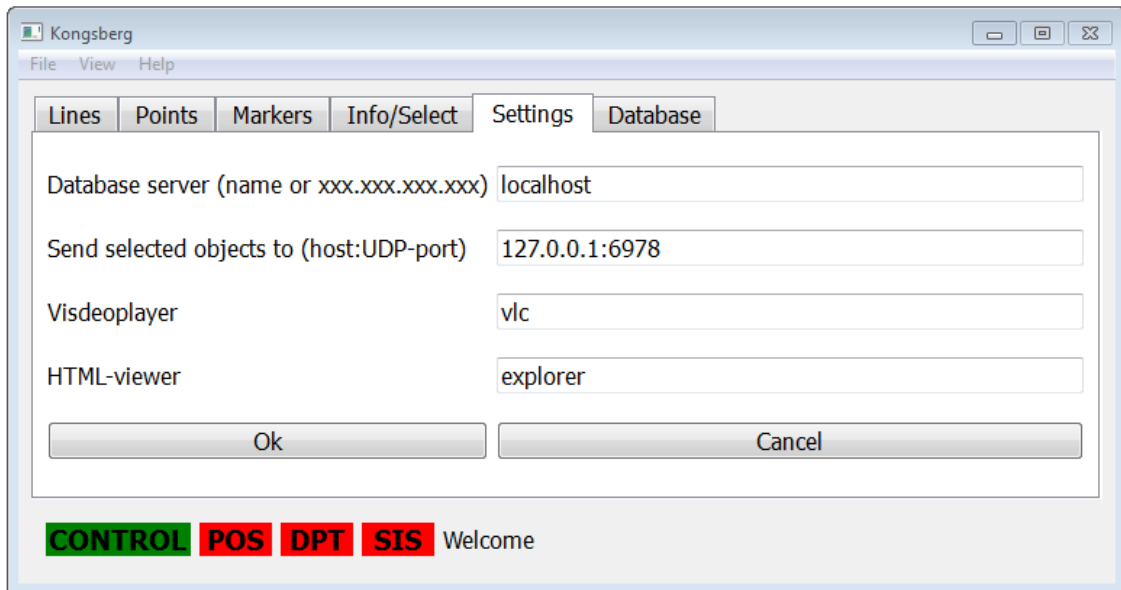 Kongsberg
File View Help
Lines Points Markers Info/Select Settings Database
Database server (name or xxx.xxx.xxx.xxx) localhost
Send selected objects to (host:UDP-port) 127.0.0.1:6978
Visdeoplayer vlc
HTML-viewer explorer
Ok Cancel
CONTROL POS DPT SIS Welcome